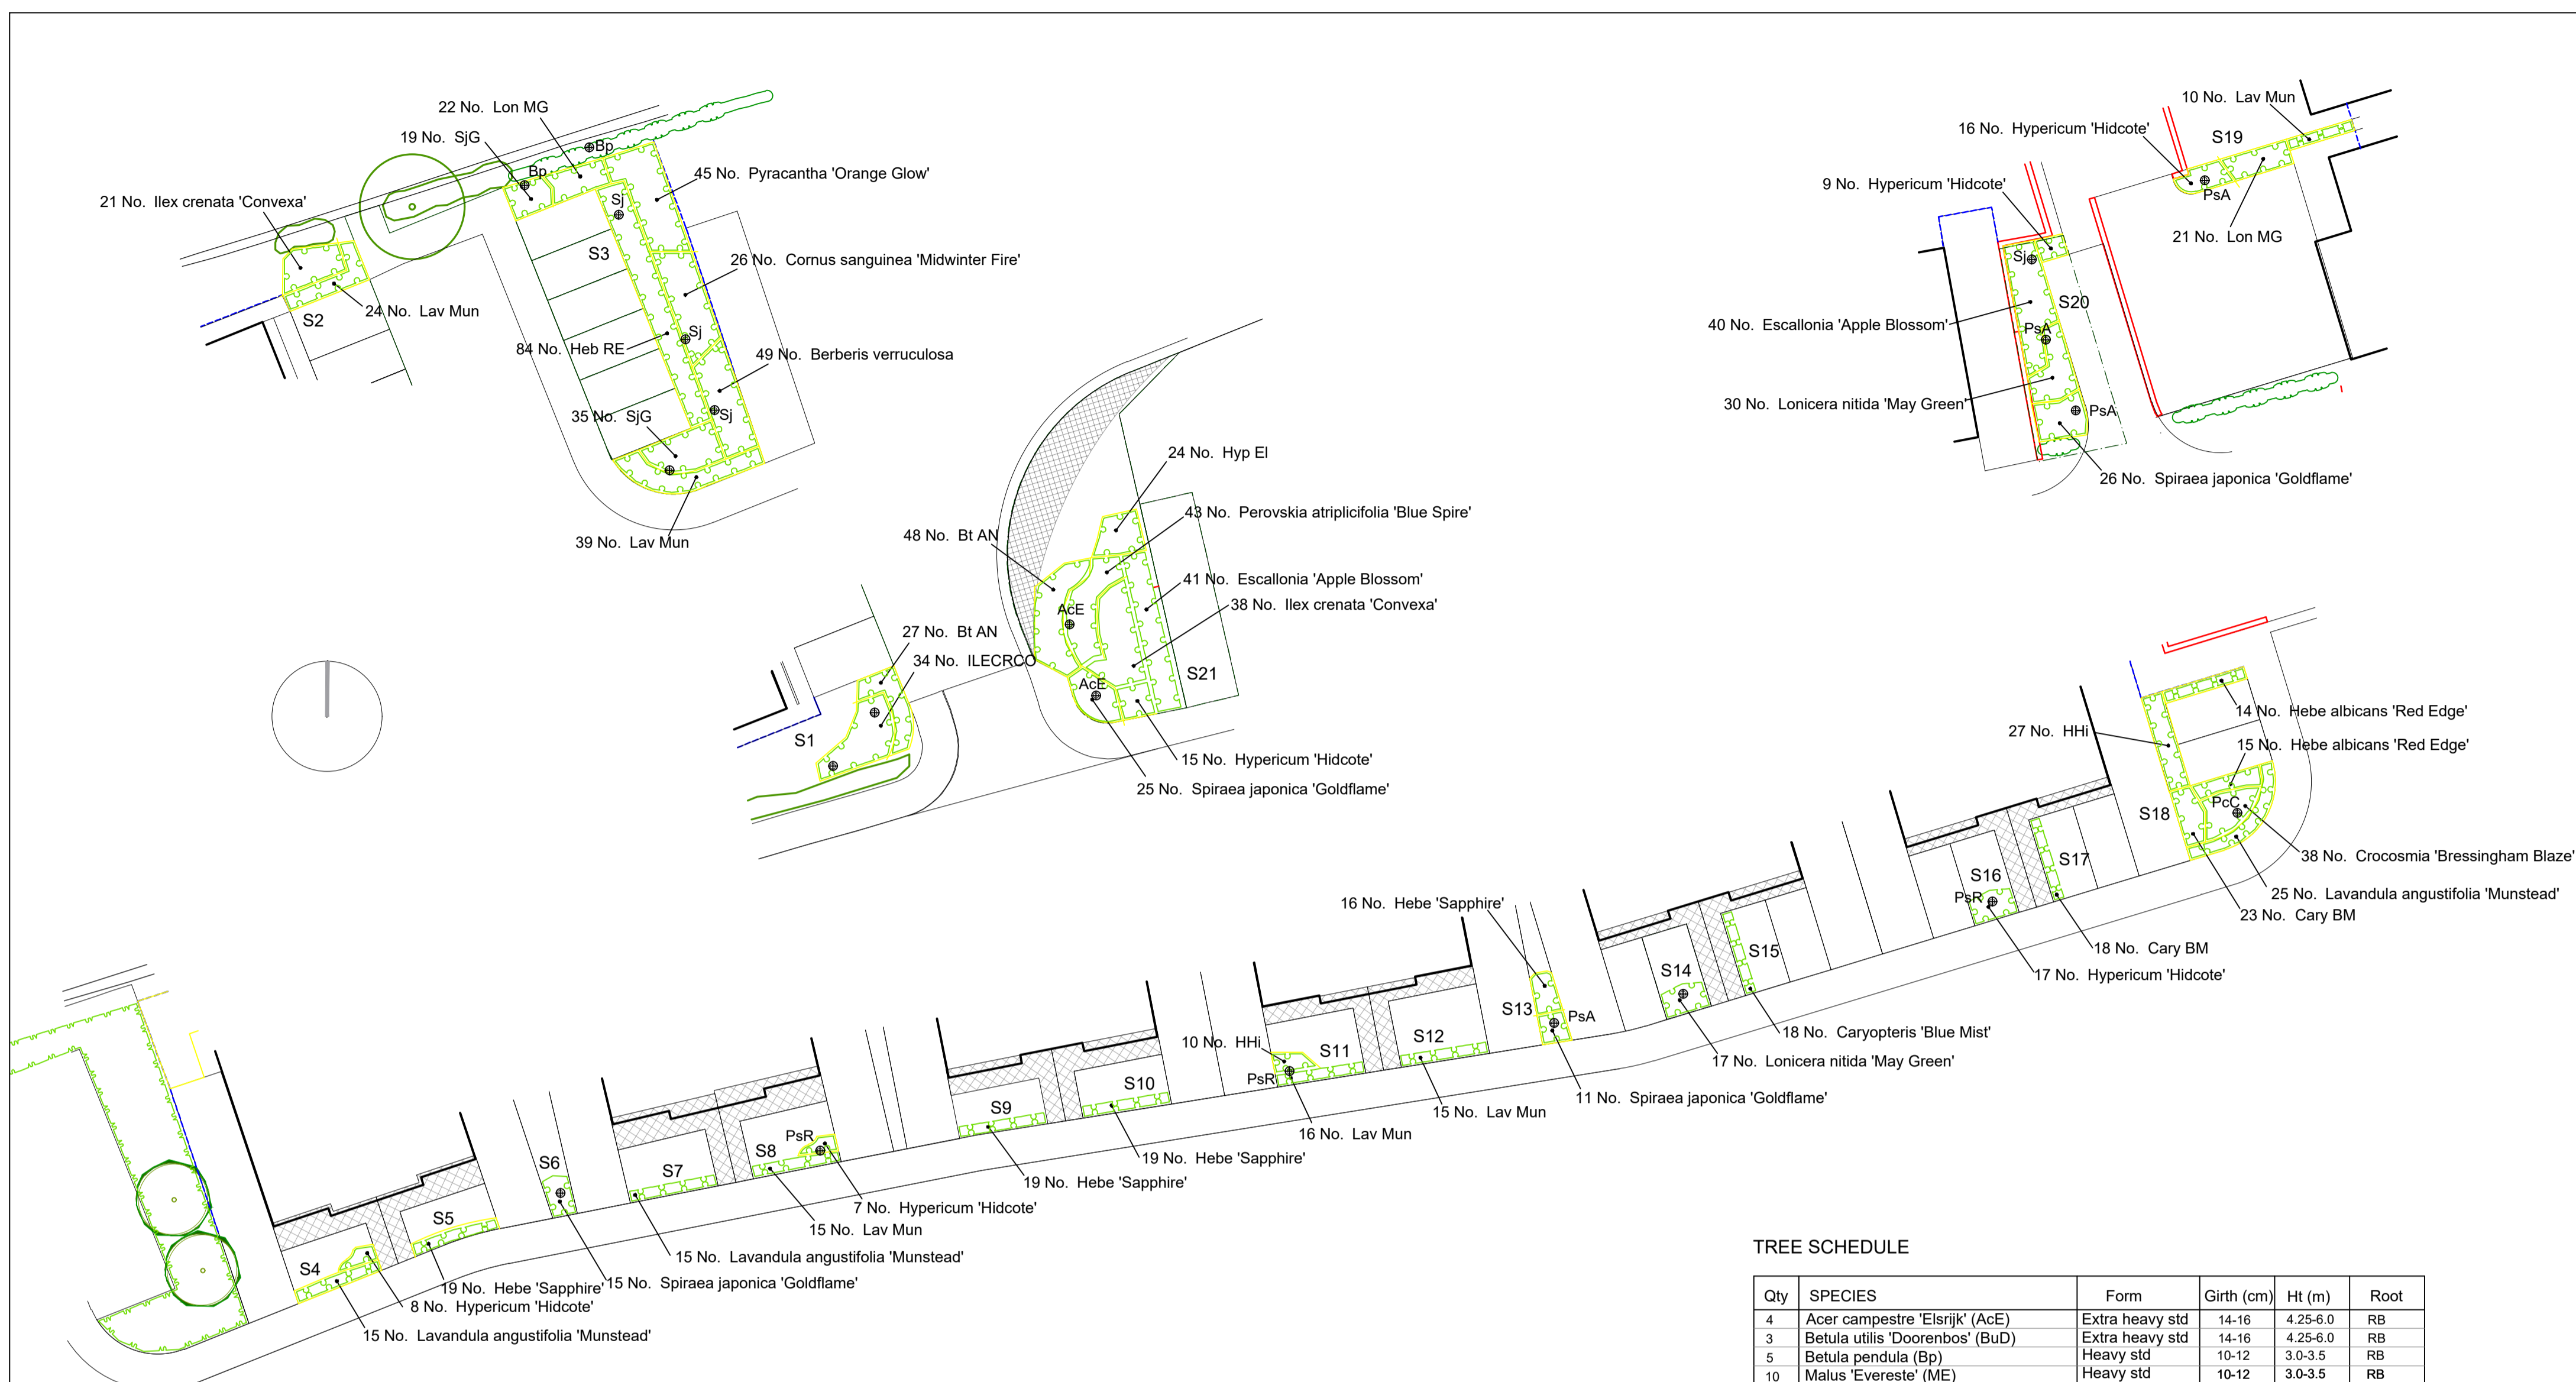 22 No.  Lon MG
19 No.  SjG
Bp
Bp
21 No.  Ilex crenata 'Convexa'
45 No.  Pyracantha 'Orange Glow'
Sj
S3
26 No.  Cornus sanguinea 'Midwinter Fire'
24 No.  Lav Mun
S2
Sj
84 No.  Heb RE
49 No.  Berberis verruculosa
35 No.  SjG
Sj
39 No.  Lav Mun
10 No.  Lav Mun
16 No.  Hypericum 'Hidcote'
S19
9 No.  Hypericum 'Hidcote'
PsA
21 No.  Lon MG
Sj
S20
40 No.  Escallonia 'Apple Blossom'
PsA
30 No.  Lonicera nitida 'May Green'
PsA
26 No.  Spiraea japonica 'Goldflame'
24 No.  Hyp El
43 No.  Perovskia atriplicifolia 'Blue Spire'
48 No.  Bt AN
41 No.  Escallonia 'Apple Blossom'
38 No.  Ilex crenata 'Convexa'
AcE
27 No.  Bt AN
34 No.  ILECRCO
AcE
S21
S1
15 No.  Hypericum 'Hidcote'
25 No.  Spiraea japonica 'Goldflame'
14 No.  Hebe albicans 'Red Edge'
27 No.  HHi
15 No.  Hebe albicans 'Red Edge'
PcC
S18
38 No.  Crocosmia 'Bressingham Blaze'
25 No.  Lavandula angustifolia 'Munstead'
23 No.  Cary BM
S17
S16
PsR
18 No.  Cary BM
17 No.  Hypericum 'Hidcote'
16 No.  Hebe 'Sapphire'
S15
S14
S13
PsA
18 No.  Caryopteris 'Blue Mist'
17 No.  Lonicera nitida 'May Green'
11 No.  Spiraea japonica 'Goldflame'
S12
10 No.  HHi
S11
PsR
15 No.  Lav Mun
16 No.  Lav Mun
S10
S9
19 No.  Hebe 'Sapphire'
19 No.  Hebe 'Sapphire'
PsR
S8
S7
S6
7 No.  Hypericum 'Hidcote'
15 No.  Lav Mun
15 No.  Lavandula angustifolia 'Munstead'
15 No.  Spiraea japonica 'Goldflame'
S5
S4
19 No.  Hebe 'Sapphire'
8 No.  Hypericum 'Hidcote'
15 No.  Lavandula angustifolia 'Munstead'
TREE SCHEDULE
Qty SPECIES Form Girth (cm) Ht (m) Root
4 Acer campestre 'Elsrijk' (AcE) Extra heavy std 14-16 4.25-6.0 RB
3 Betula utilis 'Doorenbos' (BuD) Extra heavy std 14-16 4.25-6.0 RB
5 Betula pendula (Bp) Heavy std 10-12 3.0-3.5 RB
10 Malus 'Evereste' (ME) Heavy std 10-12 3.0-3.5 RB